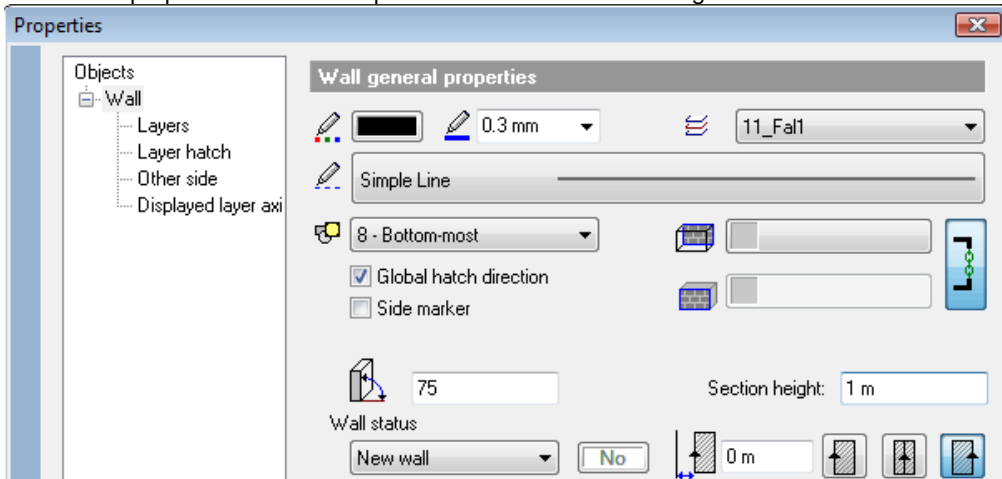 Properties
Objects
Wall
Layers
Layer hatch
Other side
Displayed layer axi
Wall general properties
0.3 mm
11_Fal1
Simple Line
8 - Bottom-most
Global hatch direction
Side marker
75
Section height: 1 m
Wall status
New wall
No
0 m